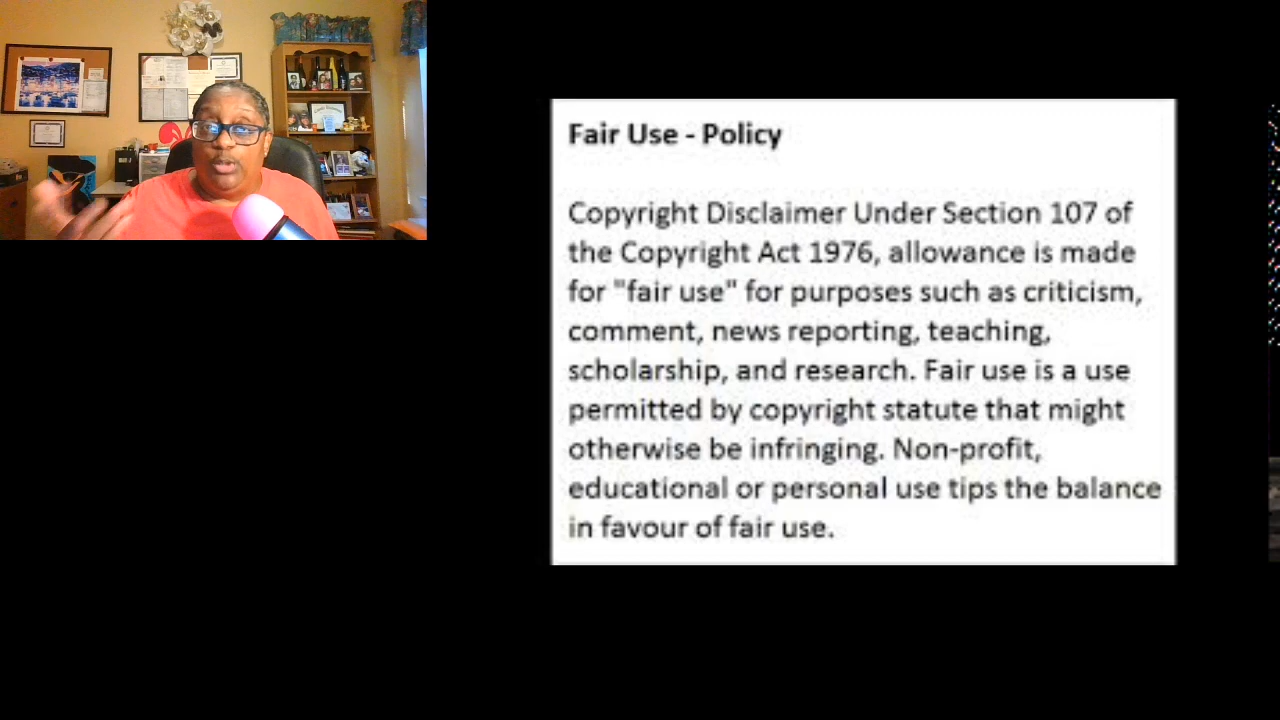 Fair Use - Policy
Copyright Disclaimer Under Section 107 of
the Copyright Act 1976, allowance is made
for "fair use" for purposes such as criticism,
comment, news reporting, teaching,
scholarship, and research. Fair use is a use
permitted by copyright statute that might
otherwise be infringing. Non-profit,
educational or personal use tips the balance
in favour of fair use.